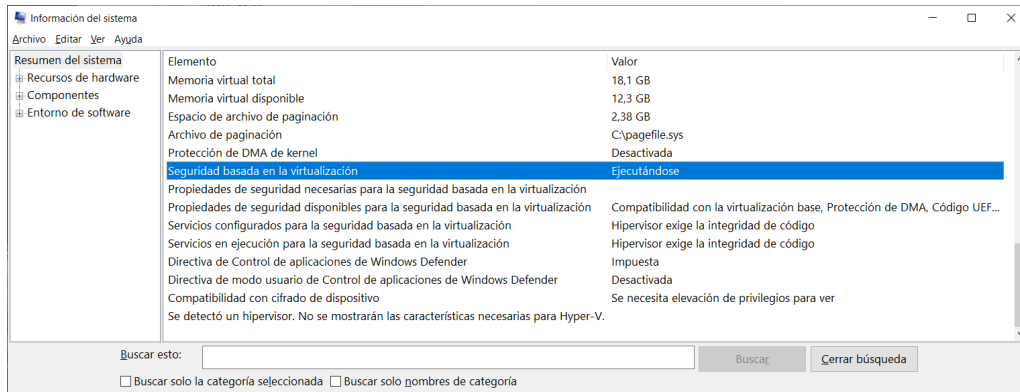 Información del sistema
Archivo Editar Ver Ayuda
Resumen del sistema
Recursos de hardware
Componentes
Entorno de software
Elemento Valor
Memoria virtual total 18,1 GB
Memoria virtual disponible 12,3 GB
Espacio de archivo de paginación 2,38 GB
Archivo de paginación C:\pagefile.sys
Protección de DMA de kernel Desactivada
Seguridad basada en la virtualización Ejecutándose
Propiedades de seguridad necesarias para la seguridad basada en la virtualización
Propiedades de seguridad disponibles para la seguridad basada en la virtualización Compatibilidad con la virtualización base, Protección de DMA, Código UEF...
Servicios configurados para la seguridad basada en la virtualización Hipervisor exige la integridad de código
Servicios en ejecución para la seguridad basada en la virtualización Hipervisor exige la integridad de código
Directiva de Control de aplicaciones de Windows Defender Impuesta
Directiva de modo usuario de Control de aplicaciones de Windows Defender Desactivada
Compatibilidad con cifrado de dispositivo Se necesita elevación de privilegios para ver
Se detectó un hipervisor. No se mostrarán las características necesarias para Hyper-V.
Buscar esto: Buscar Cerrar búsqueda
Buscar solo la categoría seleccionada Buscar solo nombres de categoría